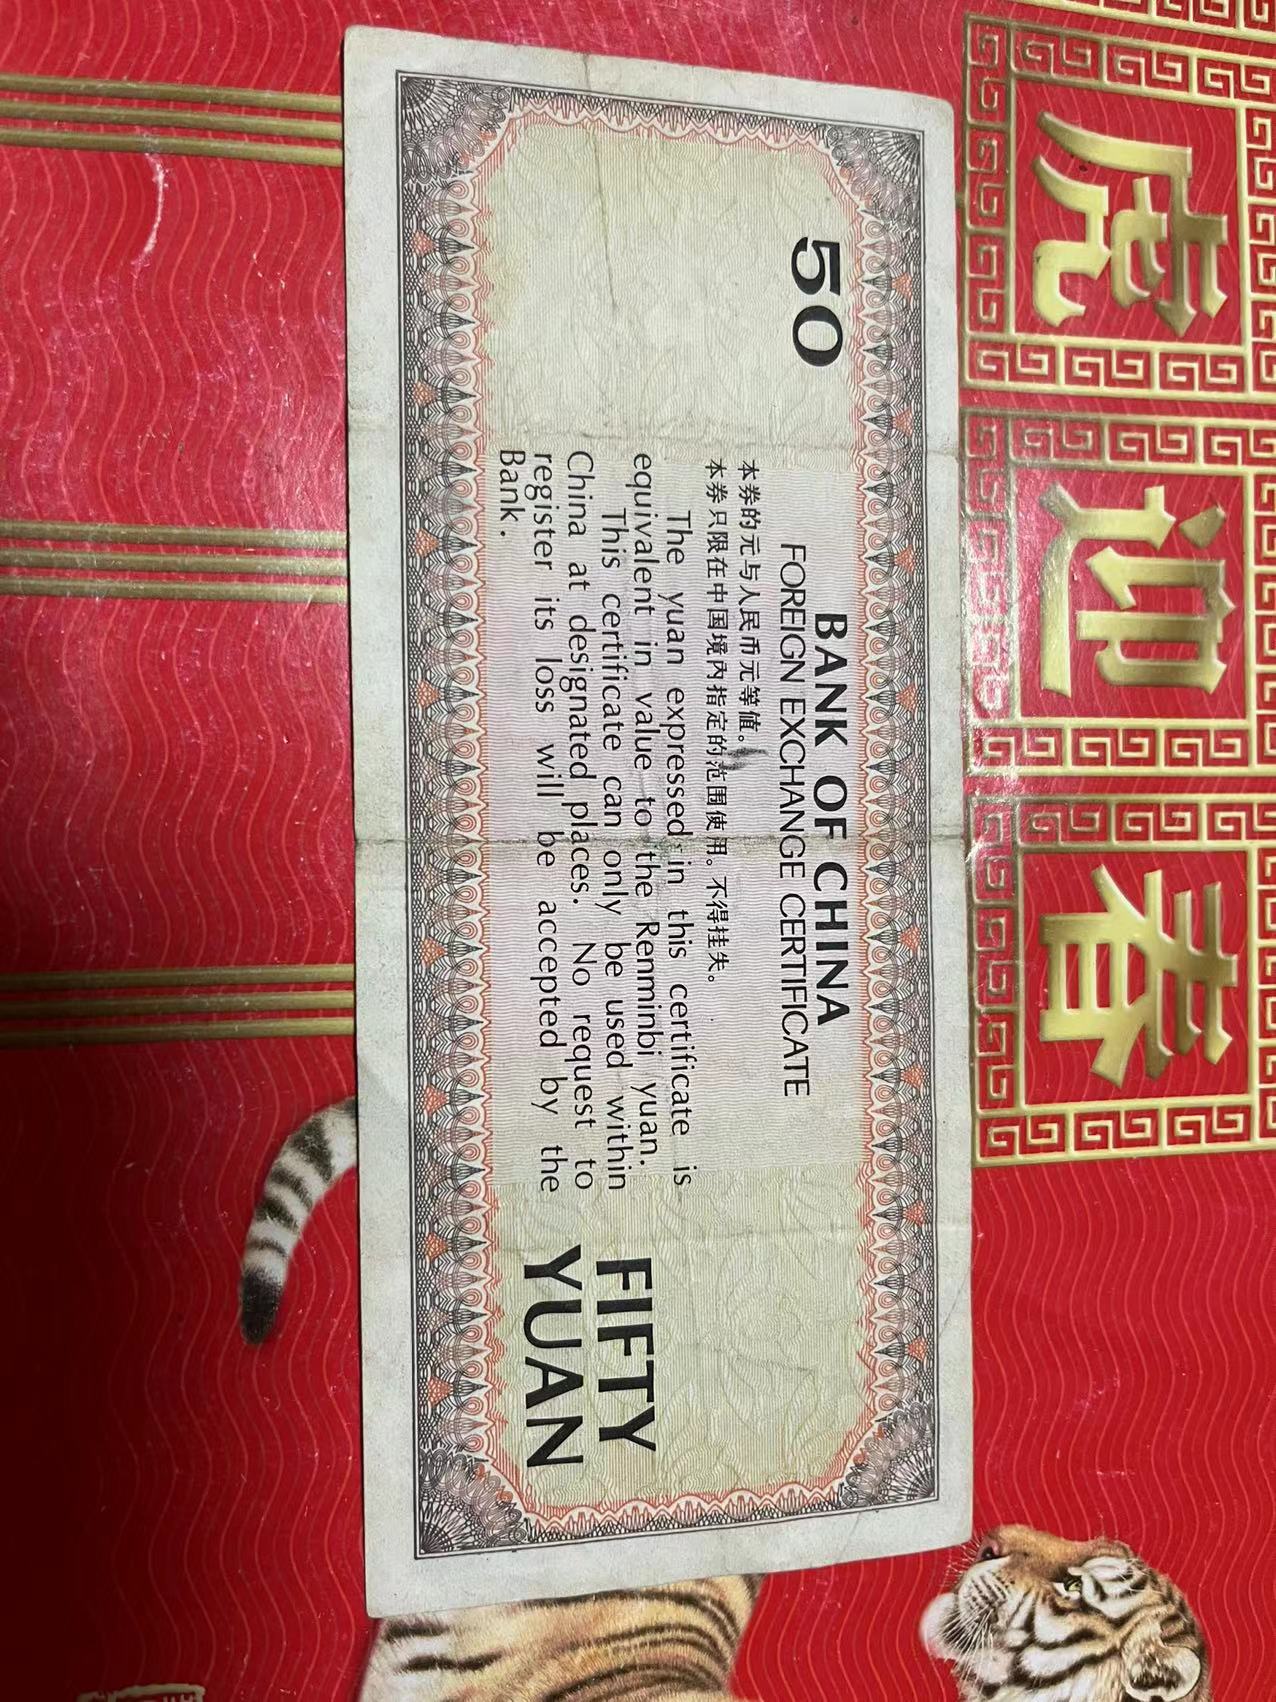 虎迎春
50
BANK OF CHINA
FOREIGN EXCHANGE CERTIFICATE
本券的元与人民币元等值。
本券只限在中国境内指定的范围使用。不得挂失。
The yuan expressed in this certificate is
equivalent in value to the Renminbi yuan.
This certificate can only be used within
China at designated places. No request to
register its loss will be accepted by the
Bank.
FIFTY
YUAN